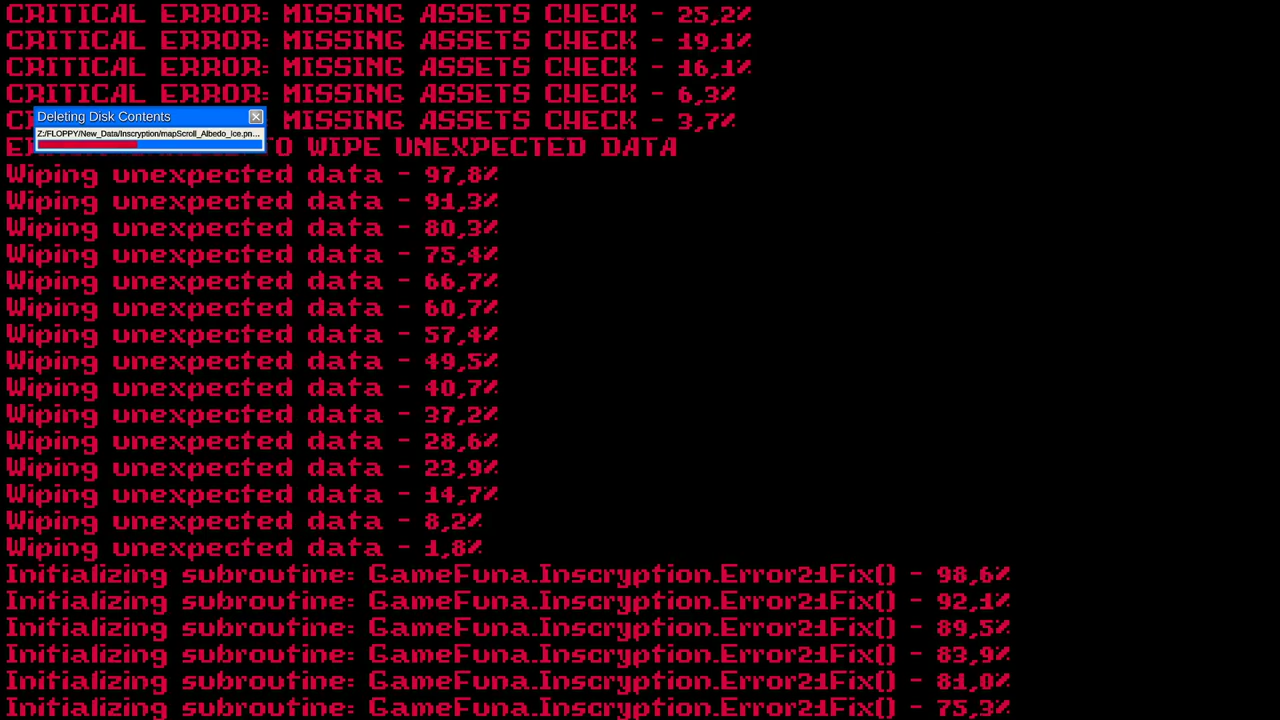 CRITICAL ERROR: MISSING ASSETS CHECK - 25,2%
CRITICAL ERROR: MISSING ASSETS CHECK - 19,1%
CRITICAL ERROR: MISSING ASSETS CHECK - 16,1%
CRITICAL ERROR: MISSING ASSETS CHECK - 6,3%
MISSING ASSETS CHECK - 3,7%
Deleting Disk Contents
Z:/FLOPPY/New_Data/Inscryption/mapScroll_Albedo_Ice.pn...
TO WIPE UNEXPECTED DATA
Wiping unexpected data - 97,8%
Wiping unexpected data - 91,3%
Wiping unexpected data - 80,3%
Wiping unexpected data - 75,4%
Wiping unexpected data - 66,7%
Wiping unexpected data - 60,7%
Wiping unexpected data - 57,4%
Wiping unexpected data - 49,5%
Wiping unexpected data - 40,7%
Wiping unexpected data - 37,2%
Wiping unexpected data - 28,6%
Wiping unexpected data - 23,9%
Wiping unexpected data - 14,7%
Wiping unexpected data - 8,2%
Wiping unexpected data - 1,8%
Initializing subroutine: GameFuna.Inscryption.Error21Fix() - 98,6%
Initializing subroutine: GameFuna.Inscryption.Error21Fix() - 92,1%
Initializing subroutine: GameFuna.Inscryption.Error21Fix() - 89,5%
Initializing subroutine: GameFuna.Inscryption.Error21Fix() - 83,9%
Initializing subroutine: GameFuna.Inscryption.Error21Fix() - 81,0%
Initializing subroutine: GameFuna.Inscryption.Error21Fix() - 75,3%